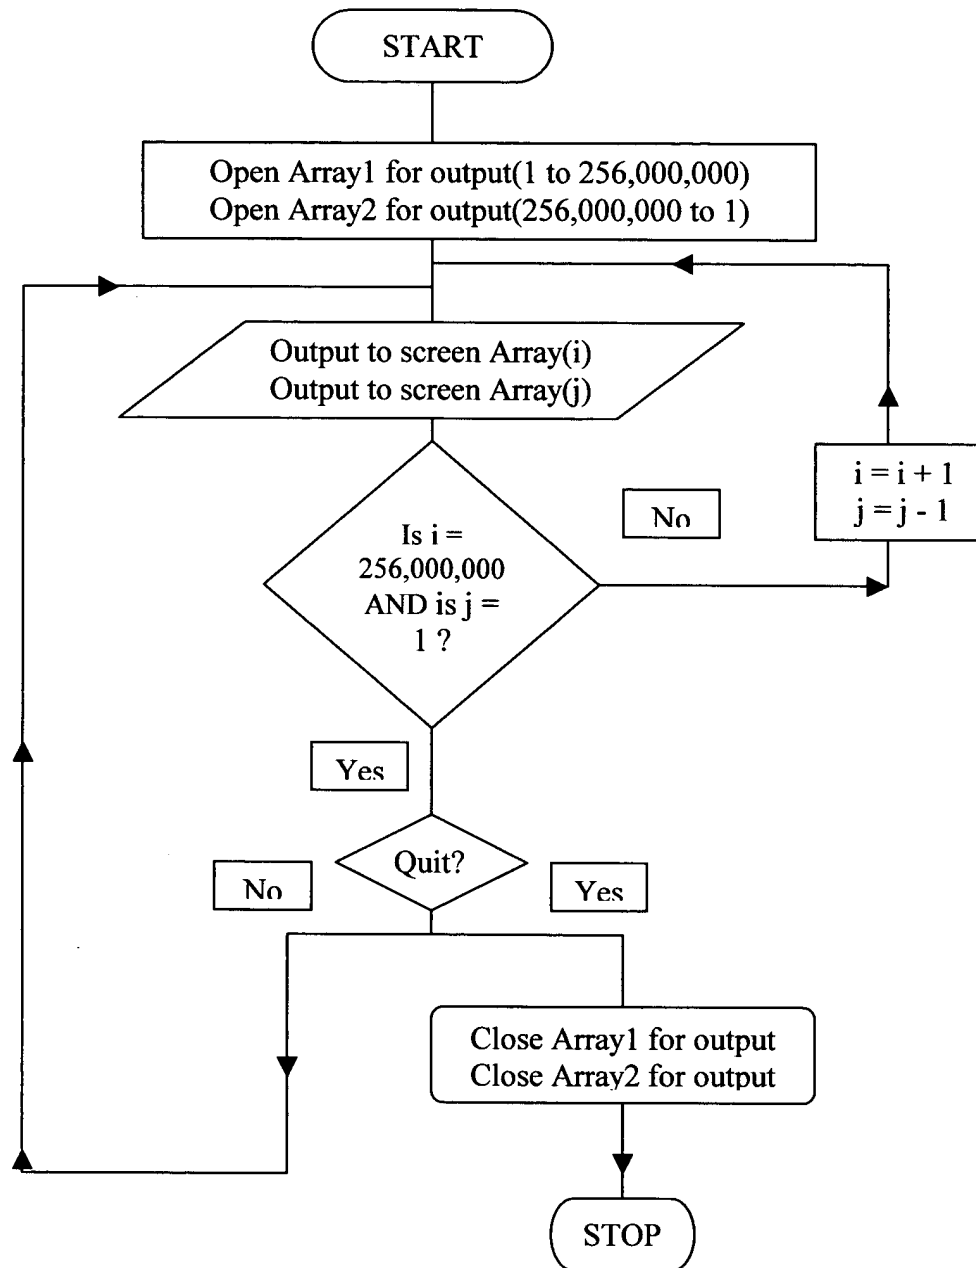 START
Open Array1 for output(1 to 256,000,000)
Open Array2 for output(256,000,000 to 1)
Output to screen Array(i)
Output to screen Array(j)
i = i + 1
j = j - 1
No
Is i =
256,000,000
AND is j =
1 ?
Yes
Quit?
No
Yes
Close Array1 for output
Close Array2 for output
STOP